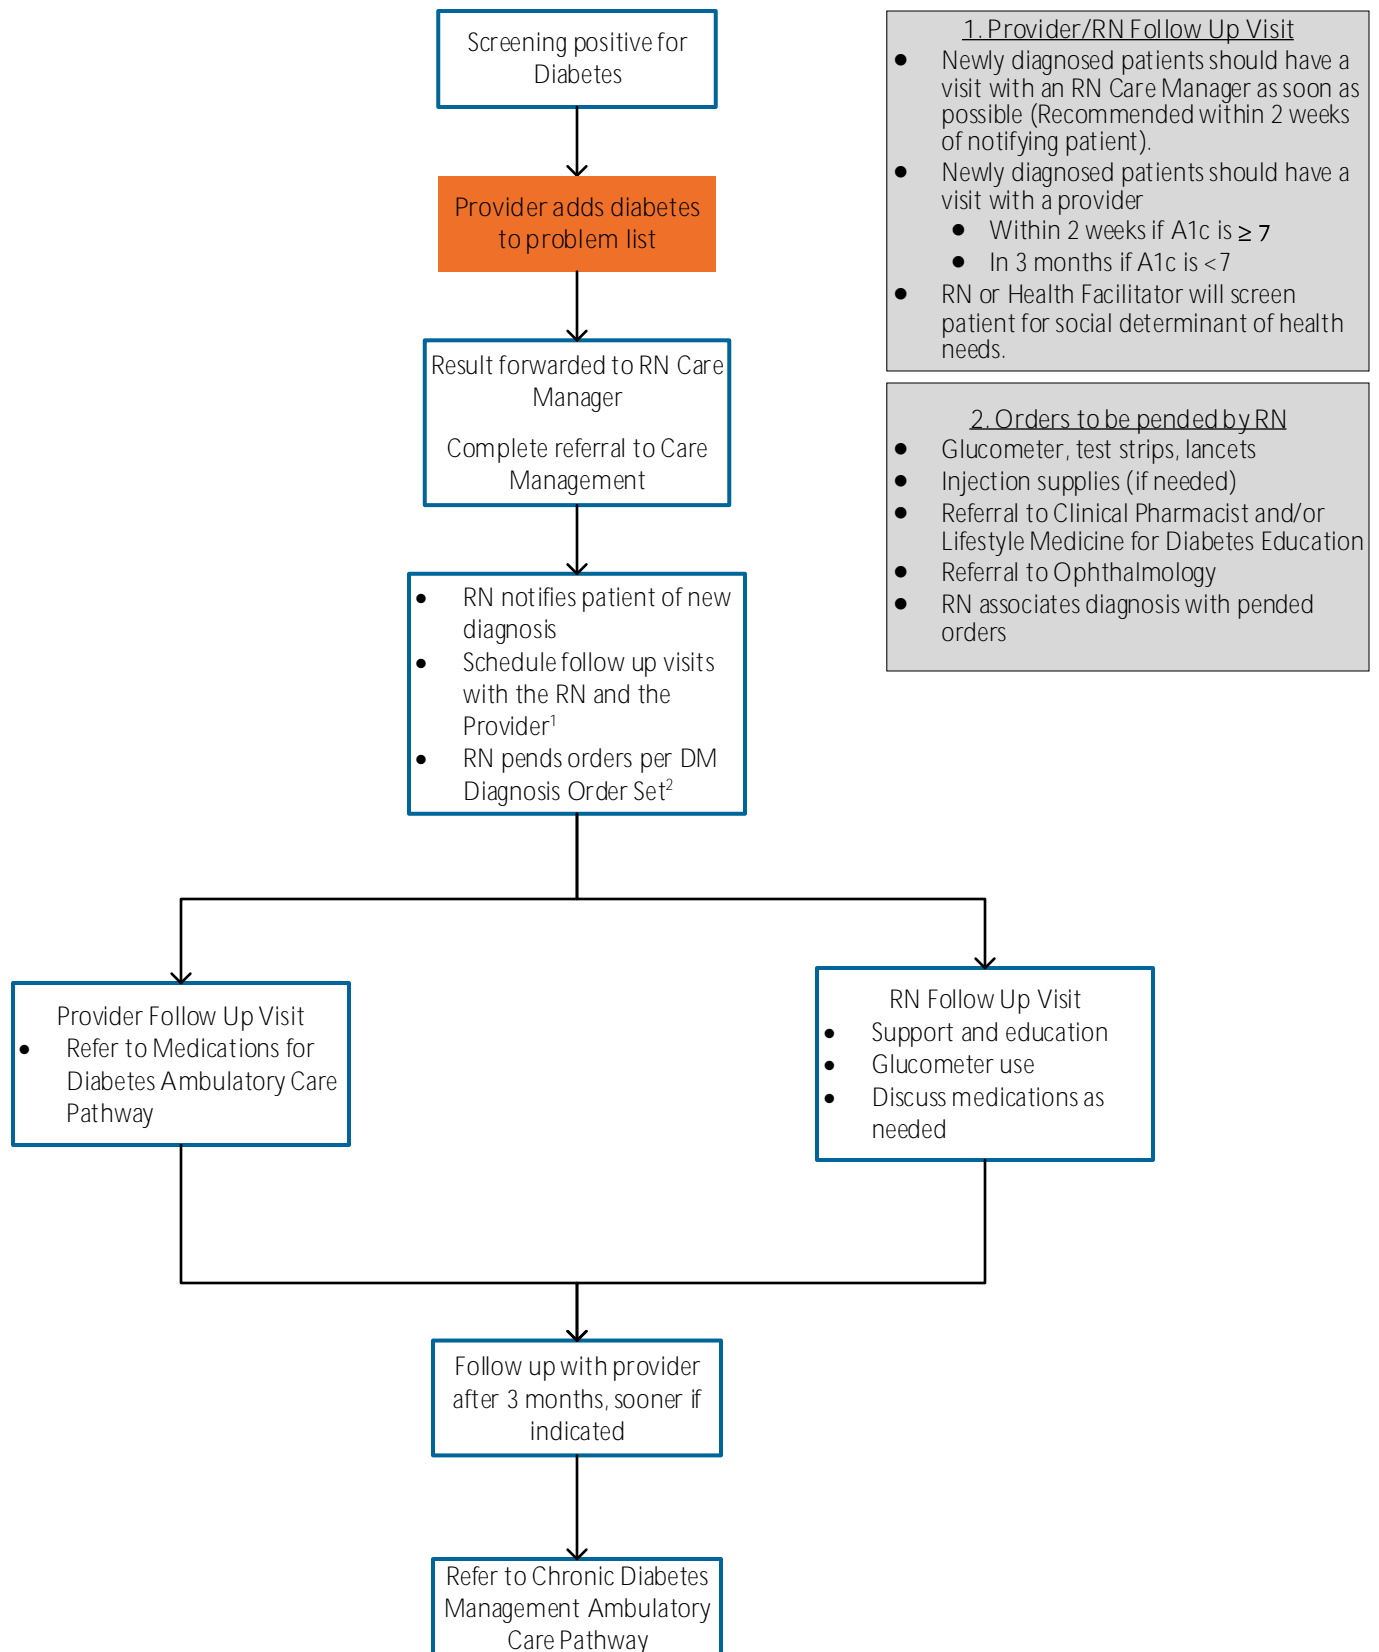 Screening positive for
Diabetes
Provider adds diabetes
to problem list
Result forwarded to RN Care
Manager
Complete referral to Care
Management
• RN notifies patient of new
diagnosis
• Schedule follow up visits
with the RN and the
Provider¹
• RN pends orders per DM
Diagnosis Order Set²
Provider Follow Up Visit
• Refer to Medications for
Diabetes Ambulatory Care
Pathway
RN Follow Up Visit
• Support and education
• Glucometer use
• Discuss medications as
needed
Follow up with provider
after 3 months, sooner if
indicated
Refer to Chronic Diabetes
Management Ambulatory
Care Pathway
1. Provider/RN Follow Up Visit
• Newly diagnosed patients should have a
visit with an RN Care Manager as soon as
possible (Recommended within 2 weeks
of notifying patient).
• Newly diagnosed patients should have a
visit with a provider
• Within 2 weeks if A1c is ≥ 7
• In 3 months if A1c is <7
• RN or Health Facilitator will screen
patient for social determinant of health
needs.
2. Orders to be pended by RN
• Glucometer, test strips, lancets
• Injection supplies (if needed)
• Referral to Clinical Pharmacist and/or
Lifestyle Medicine for Diabetes Education
• Referral to Ophthalmology
• RN associates diagnosis with pended
orders